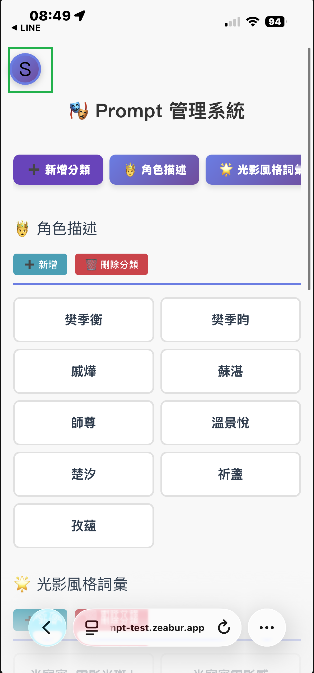 08:49
94
◀ LINE
S
🎭 Prompt 管理系統
➕ 新增分類 🤴 角色描述 🌟 光影風格詞彙
🤴 角色描述
➕ 新增 🗑️ 刪除分類
樊季衡 樊季昀
戚燁 蘇湛
師尊 溫景悅
楚汐 祈藎
孜蘊
🌟 光影風格詞彙
npt-test.zeabur.app